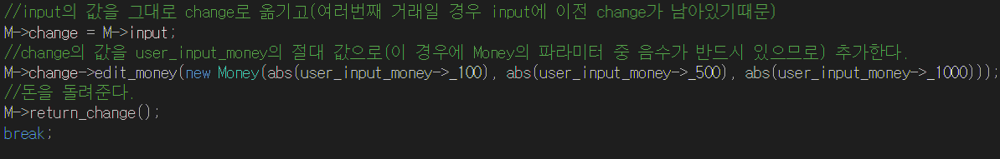 //input의 값을 그대로 change로 옮기고(여러번째 거래일 경우 input에 이전 change가 남아있기때문)
M->change = M->input;
//change의 값을 user_input_money의 절대 값으로(이 경우에 Money의 파라미터 중 음수가 반드시 있으므로) 추가한다.
M->change->edit_money(new Money(abs(user_input_money->_100), abs(user_input_money->_500), abs(user_input_money->_1000)));
//돈을 돌려준다.
M->return_change();
break;